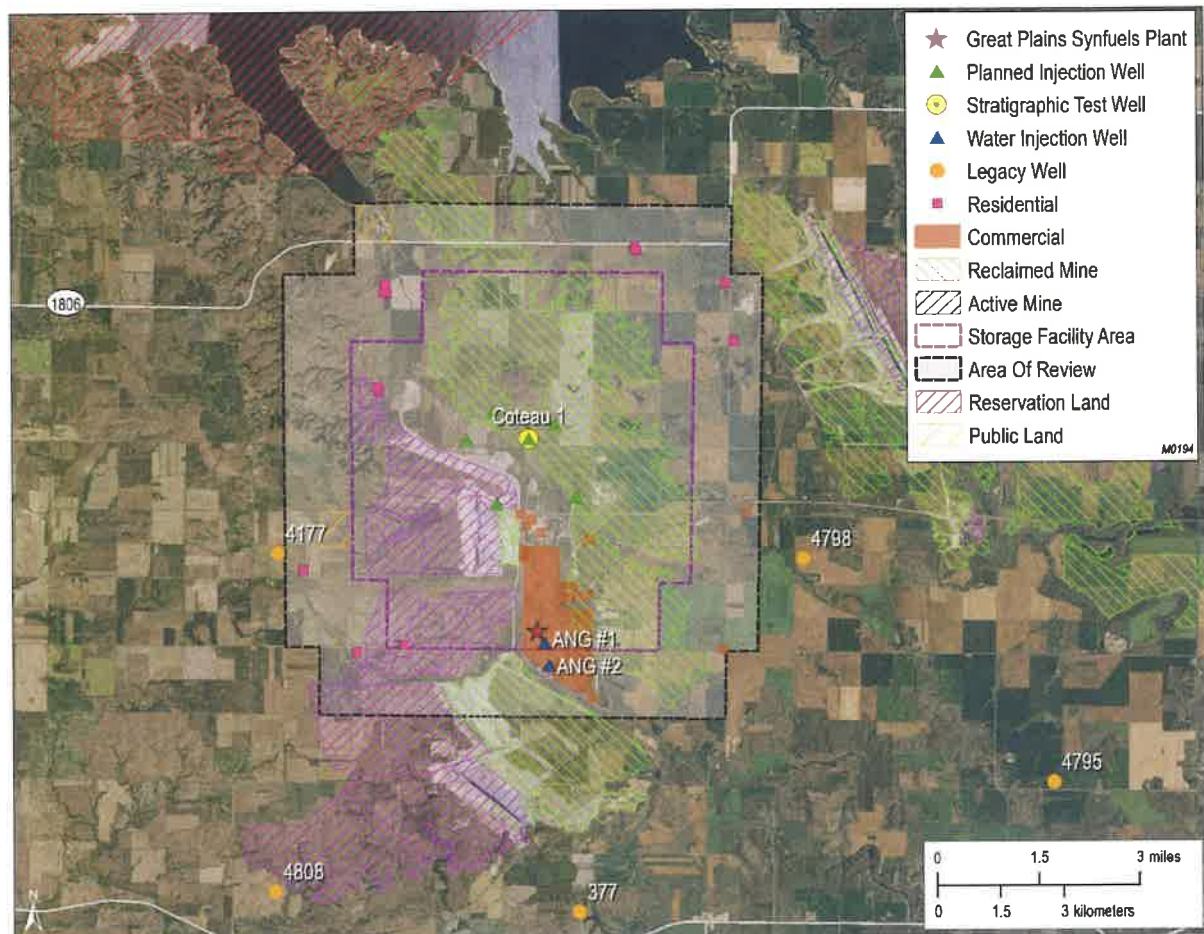 Great Plains Synfuels Plant
Planned Injection Well
Stratigraphic Test Well
Water Injection Well
Legacy Well
Residential
Commercial
Reclaimed Mine
Active Mine
Storage Facility Area
Area Of Review
Reservation Land
Public Land
M0194
1806
Coteau 1
4177
4798
ANG #1
ANG #2
4795
4808
377
N
0 1.5 3 miles
0 1.5 3 kilometers